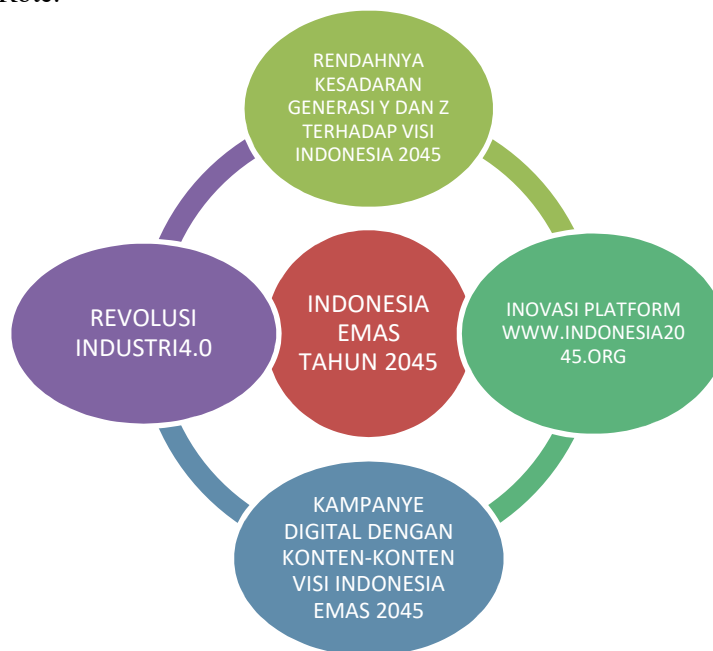 RENDAHNYA
KESADARAN
GENERASI Y DAN Z
TERHADAP VISI
INDONESIA 2045
REVOLUSI
INDUSTRI4.0
INDONESIA
EMAS
TAHUN 2045
INOVASI PLATFORM
WWW.INDONESIA20
45.ORG
KAMPANYE
DIGITAL DENGAN
KONTEN-KONTEN
VISI INDONESIA
EMAS 2045